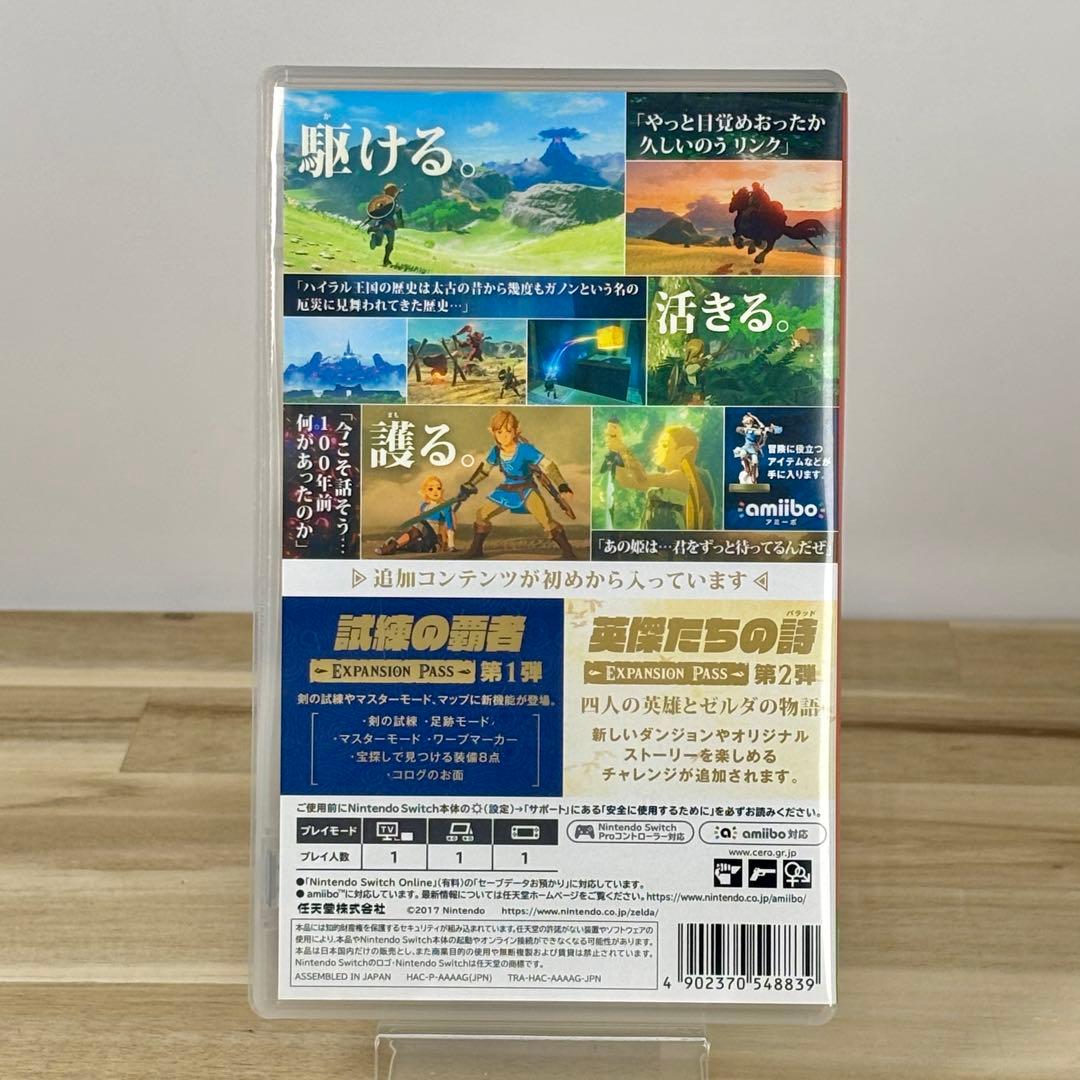 駆ける。
か
「やっと目覚めおったか
久しいのう リンク」
「ハイラル王国の歴史は太古の昔から幾度もガノンという名の
厄災に見舞われてきた歴史…」
活きる。
「今こそ話そう…
100年前
何があったのか」
護る。
まも
冒険に役立つ
アイテムなどが
手に入ります。
amiibo
アミーボ
「あの姫は…君をずっと待ってるんだぜ」
追加コンテンツが初めから入っています
試練の覇者
EXPANSION PASS 第1弾
剣の試練やマスターモード、マップに新機能が登場。
・剣の試練 ・足跡モード
・マスターモード ・ワープマーカー
・宝探しで見つける装備8点
・コログのお面
バラッド
英傑たちの詩
EXPANSION PASS 第2弾
四人の英雄とゼルダの物語
新しいダンジョンやオリジナル
ストーリーを楽しめる
チャレンジが追加されます。
ご使用前にNintendo Switch本体の(設定)→「サポート」にある「安全に使用するために」を必ずお読みください。
プレイモード TV
プレイ人数 1 1 1
Nintendo Switch
Proコントローラー対応
amiibo 対応
www.cero.gr.jp
●「Nintendo Switch Online」(有料)の「セーブデータお預かり」に対応しています。
● amiibo™に対応しています。最新情報については任天堂ホームページをご覧ください。https://www.nintendo.co.jp/amiibo/
任天堂株式会社 ©2017 Nintendo https://www.nintendo.co.jp/zelda/
本品には知的財産権を保護するセキュリティが組み込まれています。任天堂の許諾がない装置やソフトウェアの
使用により、本品やNintendo Switch本体の起動やオンライン接続ができなくなる可能性があります。
本品は日本国内だけの販売とし、また商業目的の使用や無断複製および賃貸は禁止されています。
Nintendo Switchのロゴ・Nintendo Switchは任天堂の商標です。
ASSEMBLED IN JAPAN HAC-P-AAAAG(JPN) TRA-HAC-AAAAG-JPN
4 902370 548839